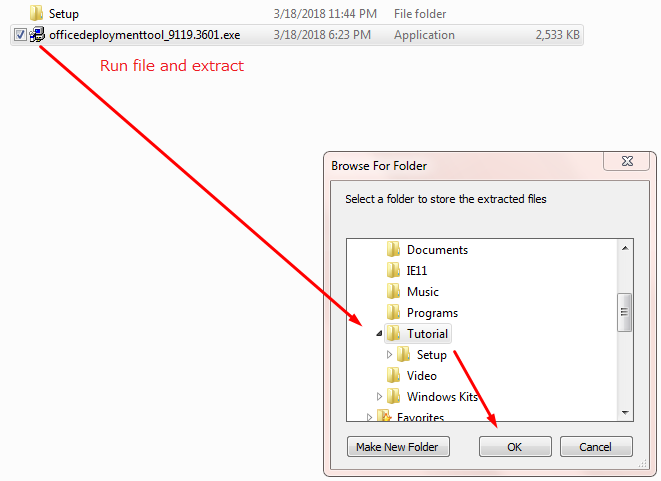 Setup 3/18/2018 11:44 PM File folder
officedeploymenttool_9119.3601.exe 3/18/2018 6:23 PM Application 2,533 KB
Run file and extract
Browse For Folder
Select a folder to store the extracted files
Documents
IE11
Music
Programs
Tutorial
Setup
Video
Windows Kits
Favorites
Make New Folder OK Cancel